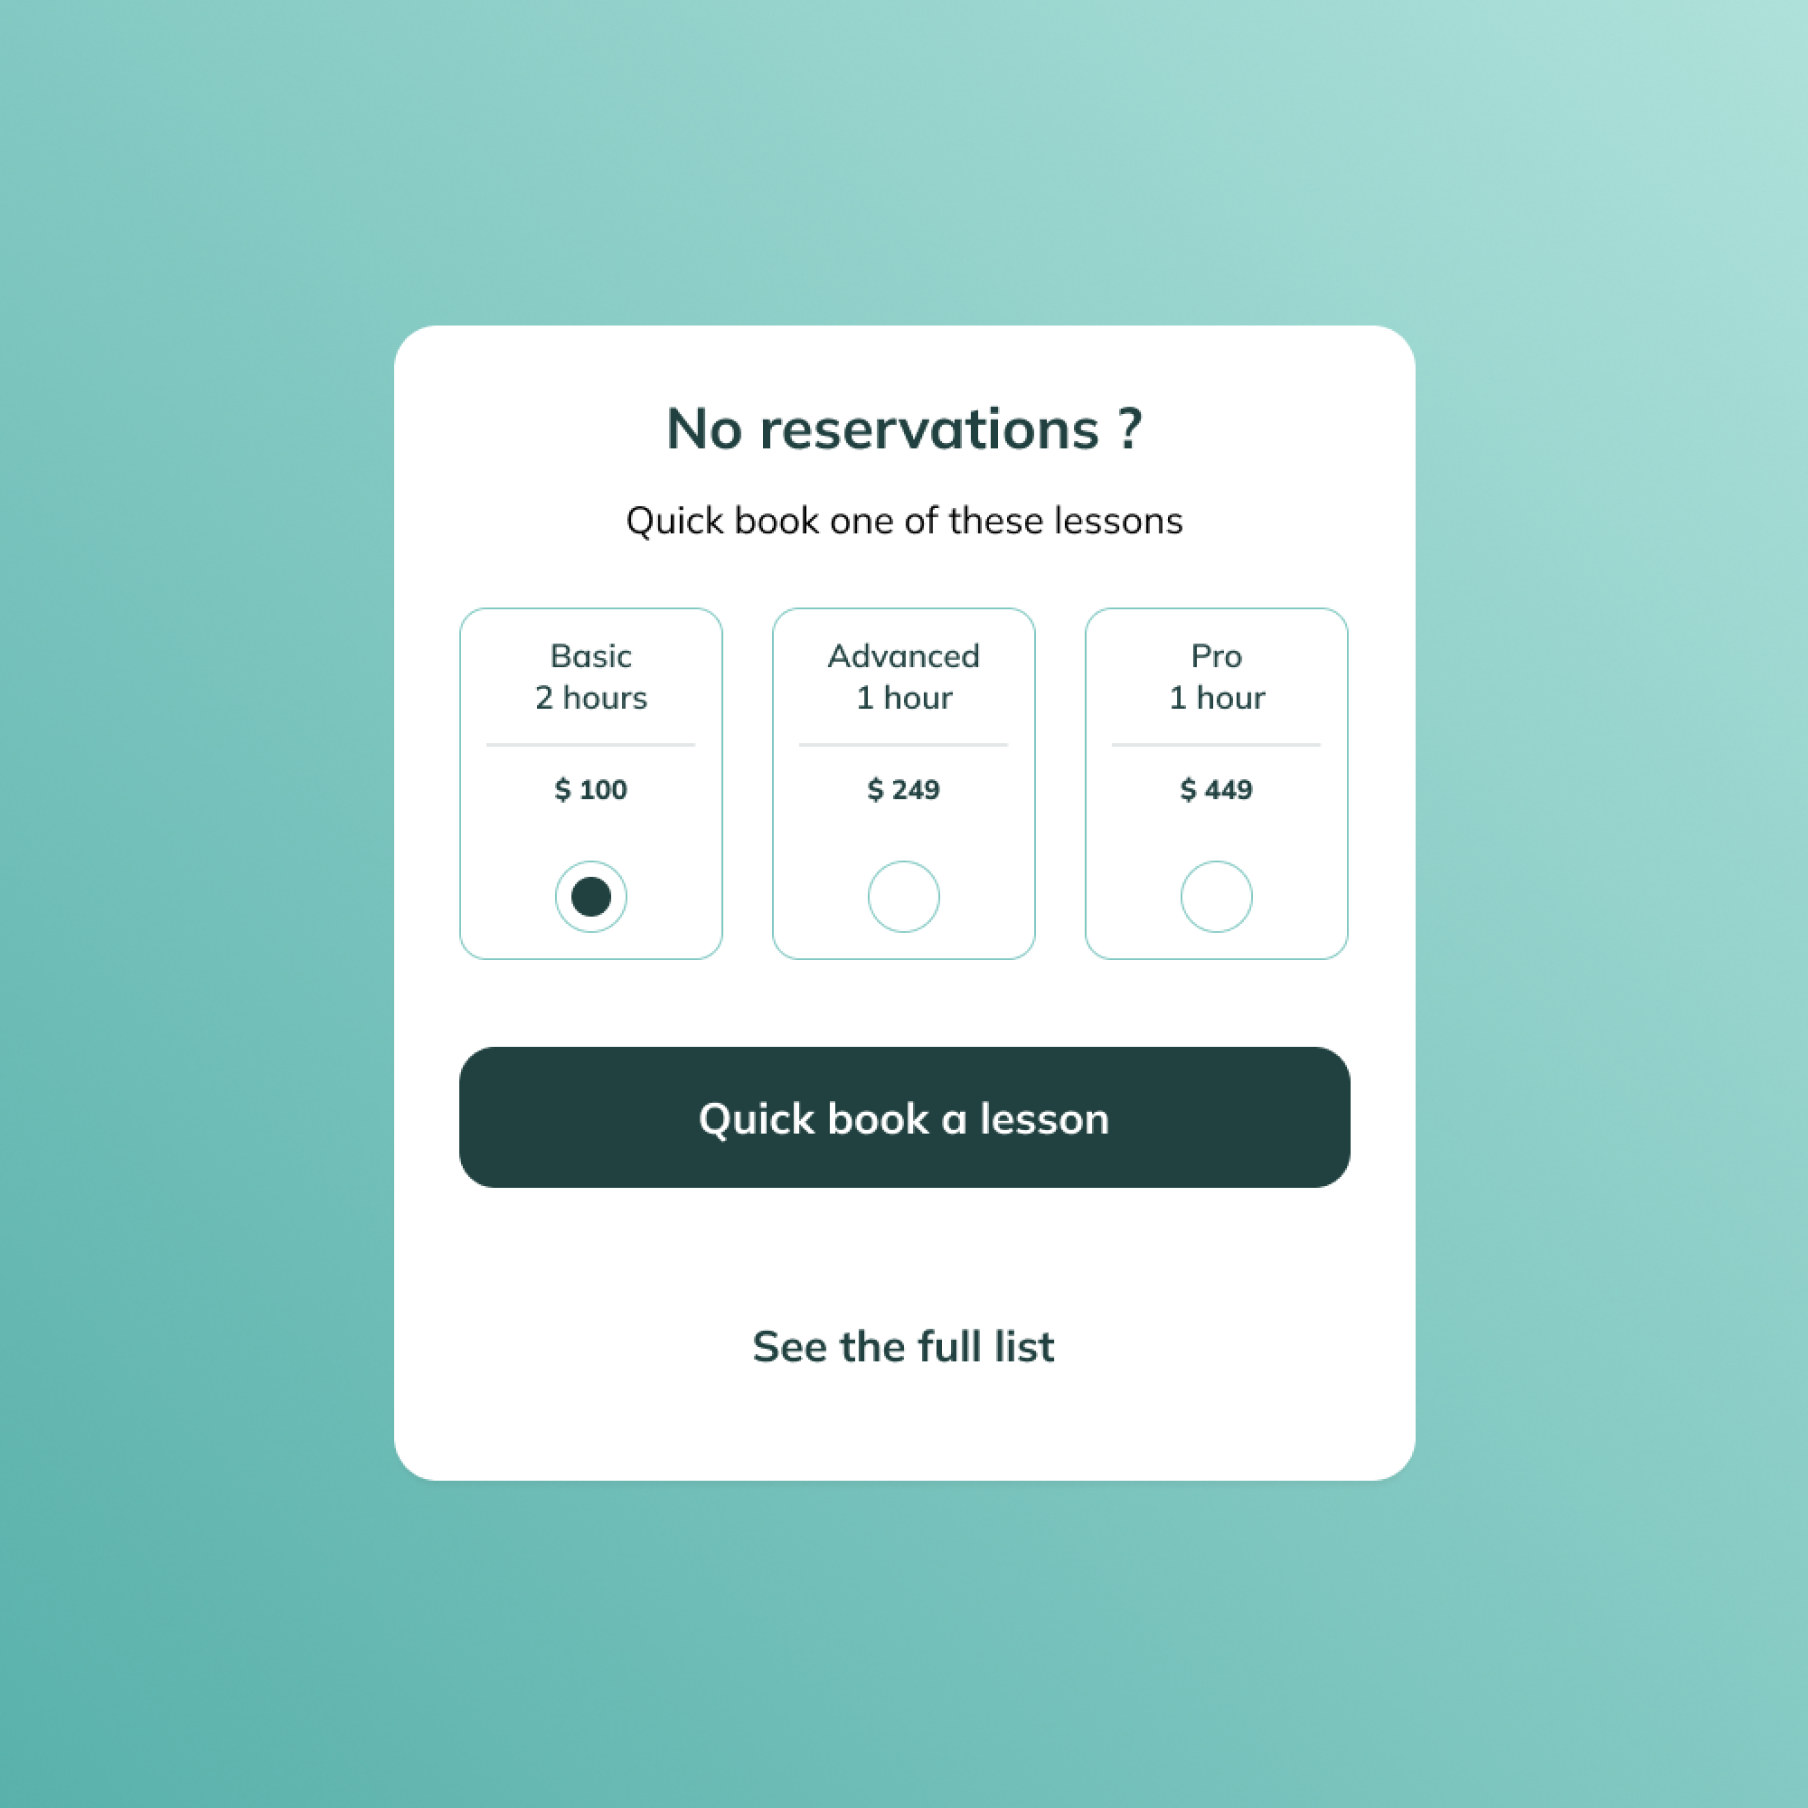 No reservations ?
Quick book one of these lessons
Basic
2 hours
$ 100
Advanced
1 hour
$ 249
Pro
1 hour
$ 449
Quick book a lesson
See the full list